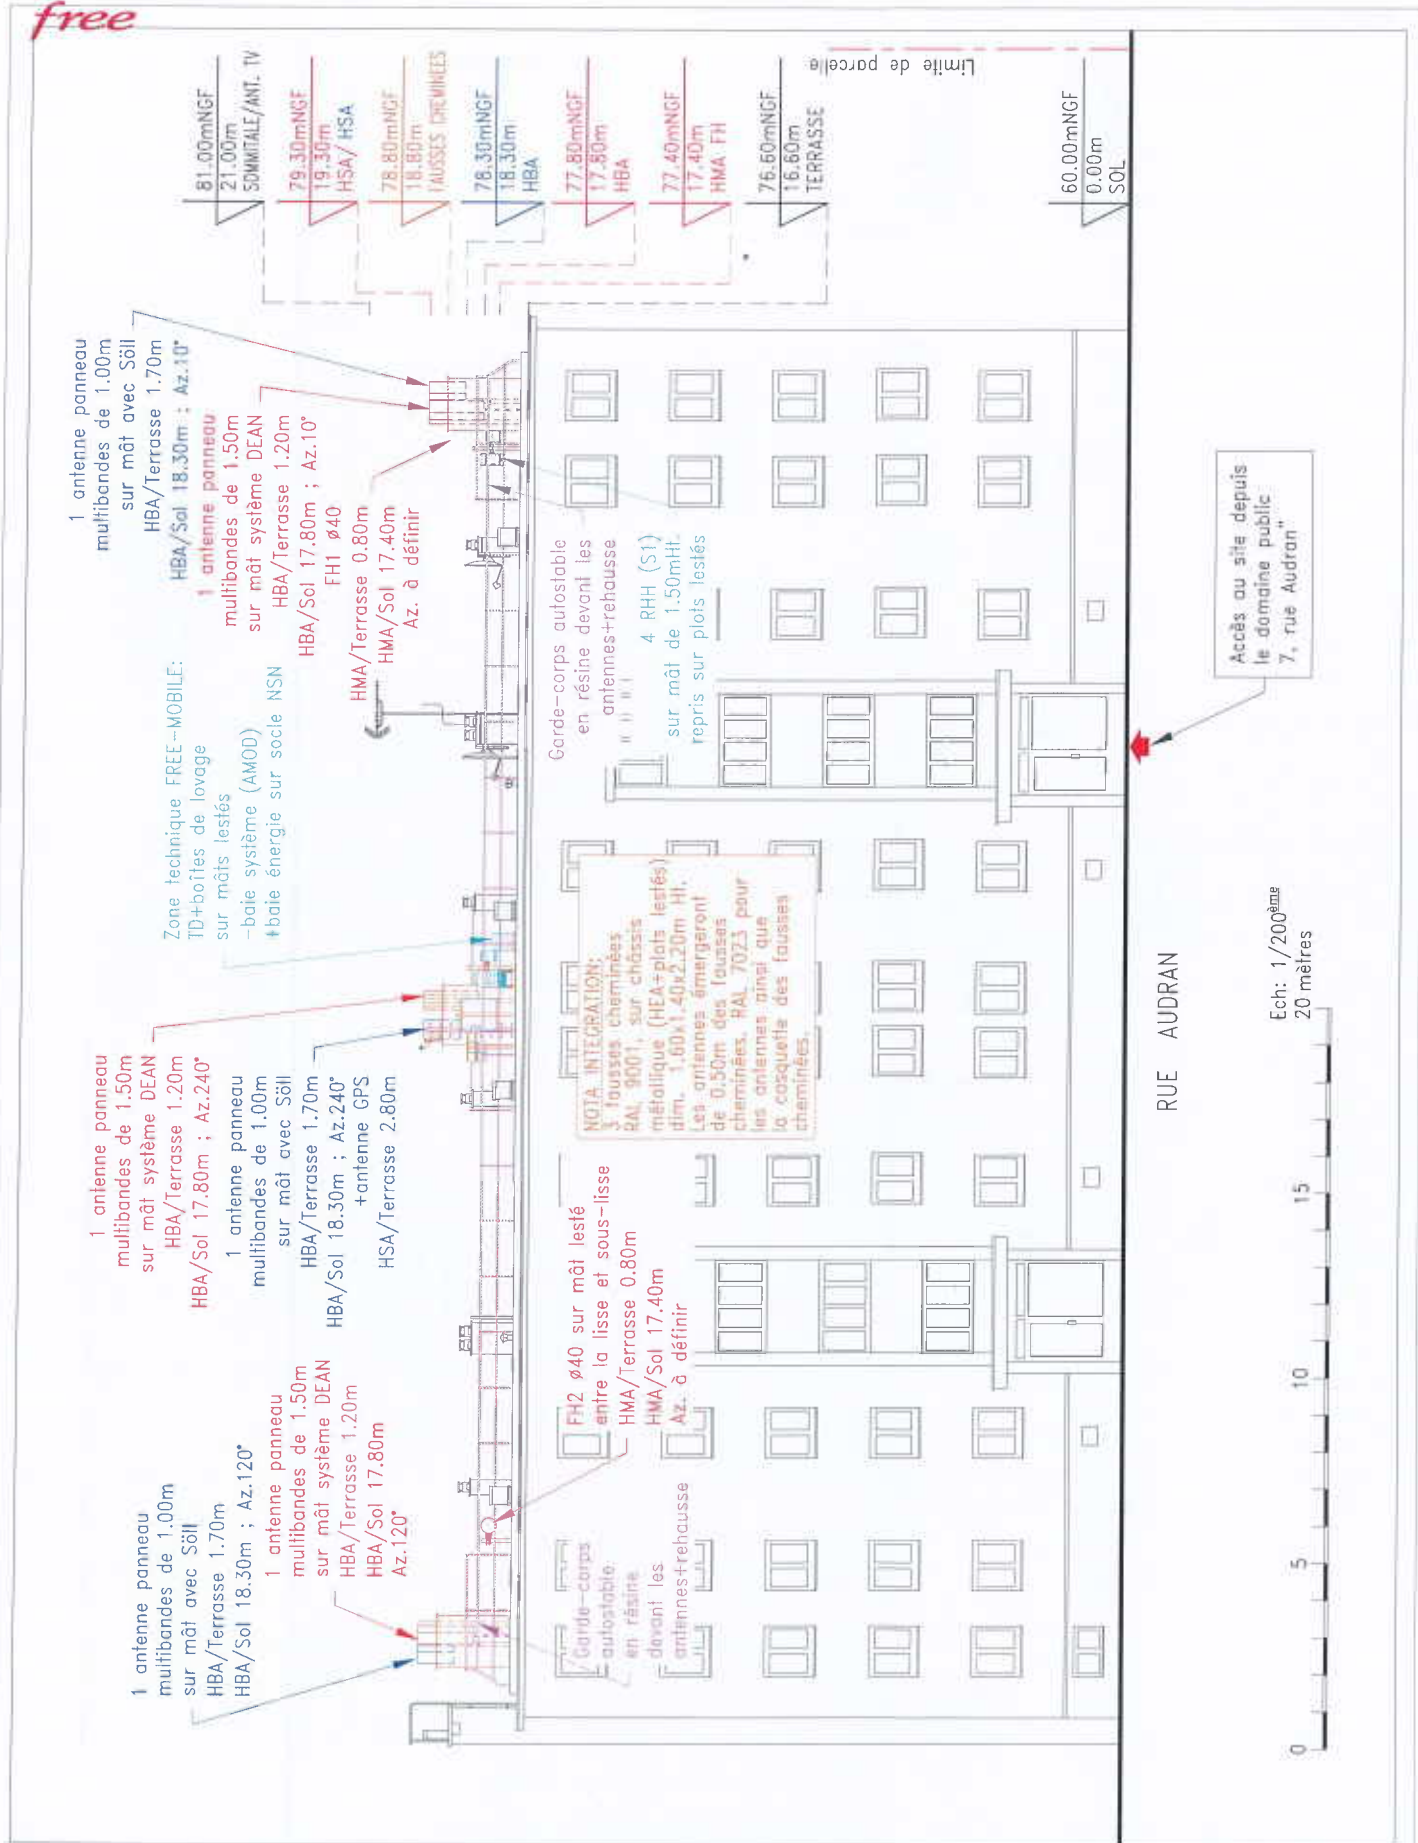 free
1 antenne panneau
multibandes de 1.00m
sur mât avec Söll
HBA/Terrasse 1.70m
HBA/Sol 18.30m ; Az.120°
1 antenne panneau
multibandes de 1.50m
sur mât système DEAN
HBA/Terrasse 1.20m
HBA/Sol 17.80m
Az.120°
1 antenne panneau
multibandes de 1.50m
sur mât système DEAN
HBA/Terrasse 1.20m
HBA/Sol 17.80m ; Az.240°
1 antenne panneau
multibandes de 1.00m
sur mât avec Söll
HBA/Terrasse 1.70m
HBA/Sol 18.30m ; Az.240°
+antenne GPS
HSA/Terrasse 2.80m
Zone technique FREE-MOBILE:
TD+boîtes de lovage
sur mâts lestés
-baie système (AMOD)
+baie énergie sur socle NSN
1 antenne panneau
multibandes de 1.00m
sur mât avec Söll
HBA/Terrasse 1.70m
HBA/Sol 18.30m ; Az.10°
1 antenne panneau
multibandes de 1.50m
sur mât système DEAN
HBA/Terrasse 1.20m
HBA/Sol 17.80m ; Az.10°
FH1 ø40
HMA/Terrasse 0.80m
HMA/Sol 17.40m
Az. à définir
81.00mNGF
21.00m
SOMMITALE/ANT. TV
79.30mNGF
19.30m
HSA/ HSA
78.80mNGF
18.80m
FAUSSES CHEMINEES
78.30mNGF
18.30m
HBA
77.80mNGF
17.80m
HBA
77.40mNGF
17.40m
HMA FH
76.60mNGF
16.60m
TERRASSE
Limite de parcelle
60.00mNGF
0.00m
SOL
Garde-corps
autostable
en résine
devant les
antennes+rehausse
FH2 ø40 sur mât lesté
entre la lisse et sous-lisse
HMA/Terrasse 0.80m
HMA/Sol 17.40m
Az. à définir
NOTA INTEGRATION:
3 fausses cheminées
RAL 9001, sur châssis
métallique (HEA+plots lestés)
dim. 1.60x1.40x2.20m Ht.
Les antennes émergeront
de 0.50m des fausses
cheminées. RAL 7023 pour
les antennes ainsi que
la casquette des fausses
cheminées.
Garde-corps autostable
en résine devant les
antennes+rehausse
4 RHH (S1)
sur mât de 1.50mHt.
repris sur plots lestés
RUE AUDRAN
Accès au site depuis
le domaine public
7, rue Audran"
Ech: 1/200ème
20 mètres
0 5 10 15